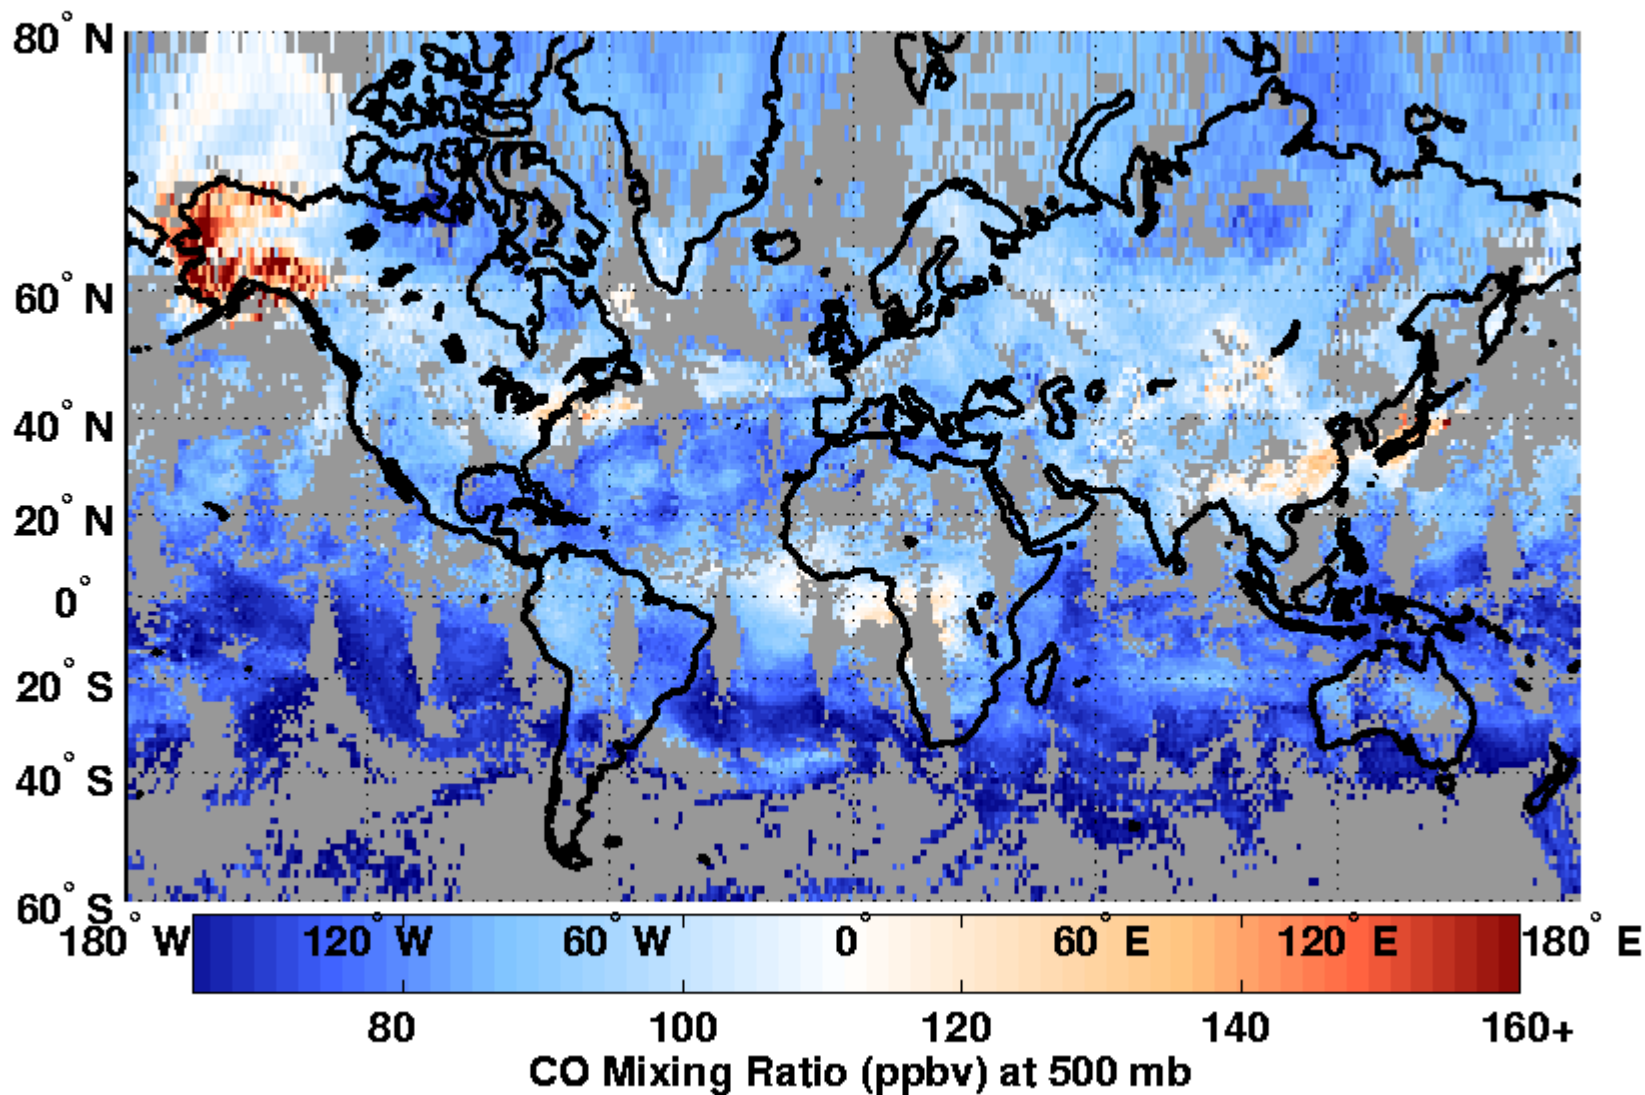 80° N
60° N
40° N
20° N
0°
20° S
40° S
60° S
180° W 120° W 60° W 0° 60° E 120° E 180° E
80 100 120 140 160+
CO Mixing Ratio (ppbv) at 500 mb